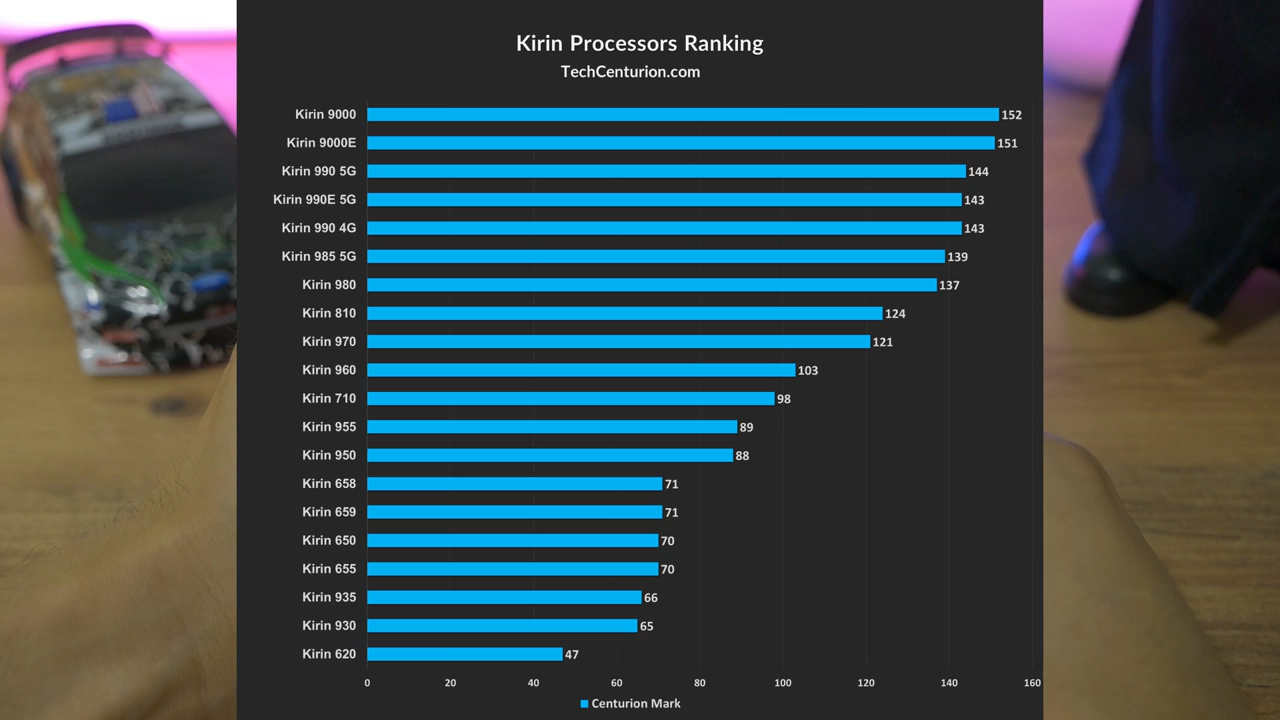 Kirin Processors Ranking
TechCenturion.com
Kirin 9000 152
Kirin 9000E 151
Kirin 990 5G 144
Kirin 990E 5G 143
Kirin 990 4G 143
Kirin 985 5G 139
Kirin 980 137
Kirin 810 124
Kirin 970 121
Kirin 960 103
Kirin 710 98
Kirin 955 89
Kirin 950 88
Kirin 658 71
Kirin 659 71
Kirin 650 70
Kirin 655 70
Kirin 935 66
Kirin 930 65
Kirin 620 47
0 20 40 60 80 100 120 140 160
Centurion Mark